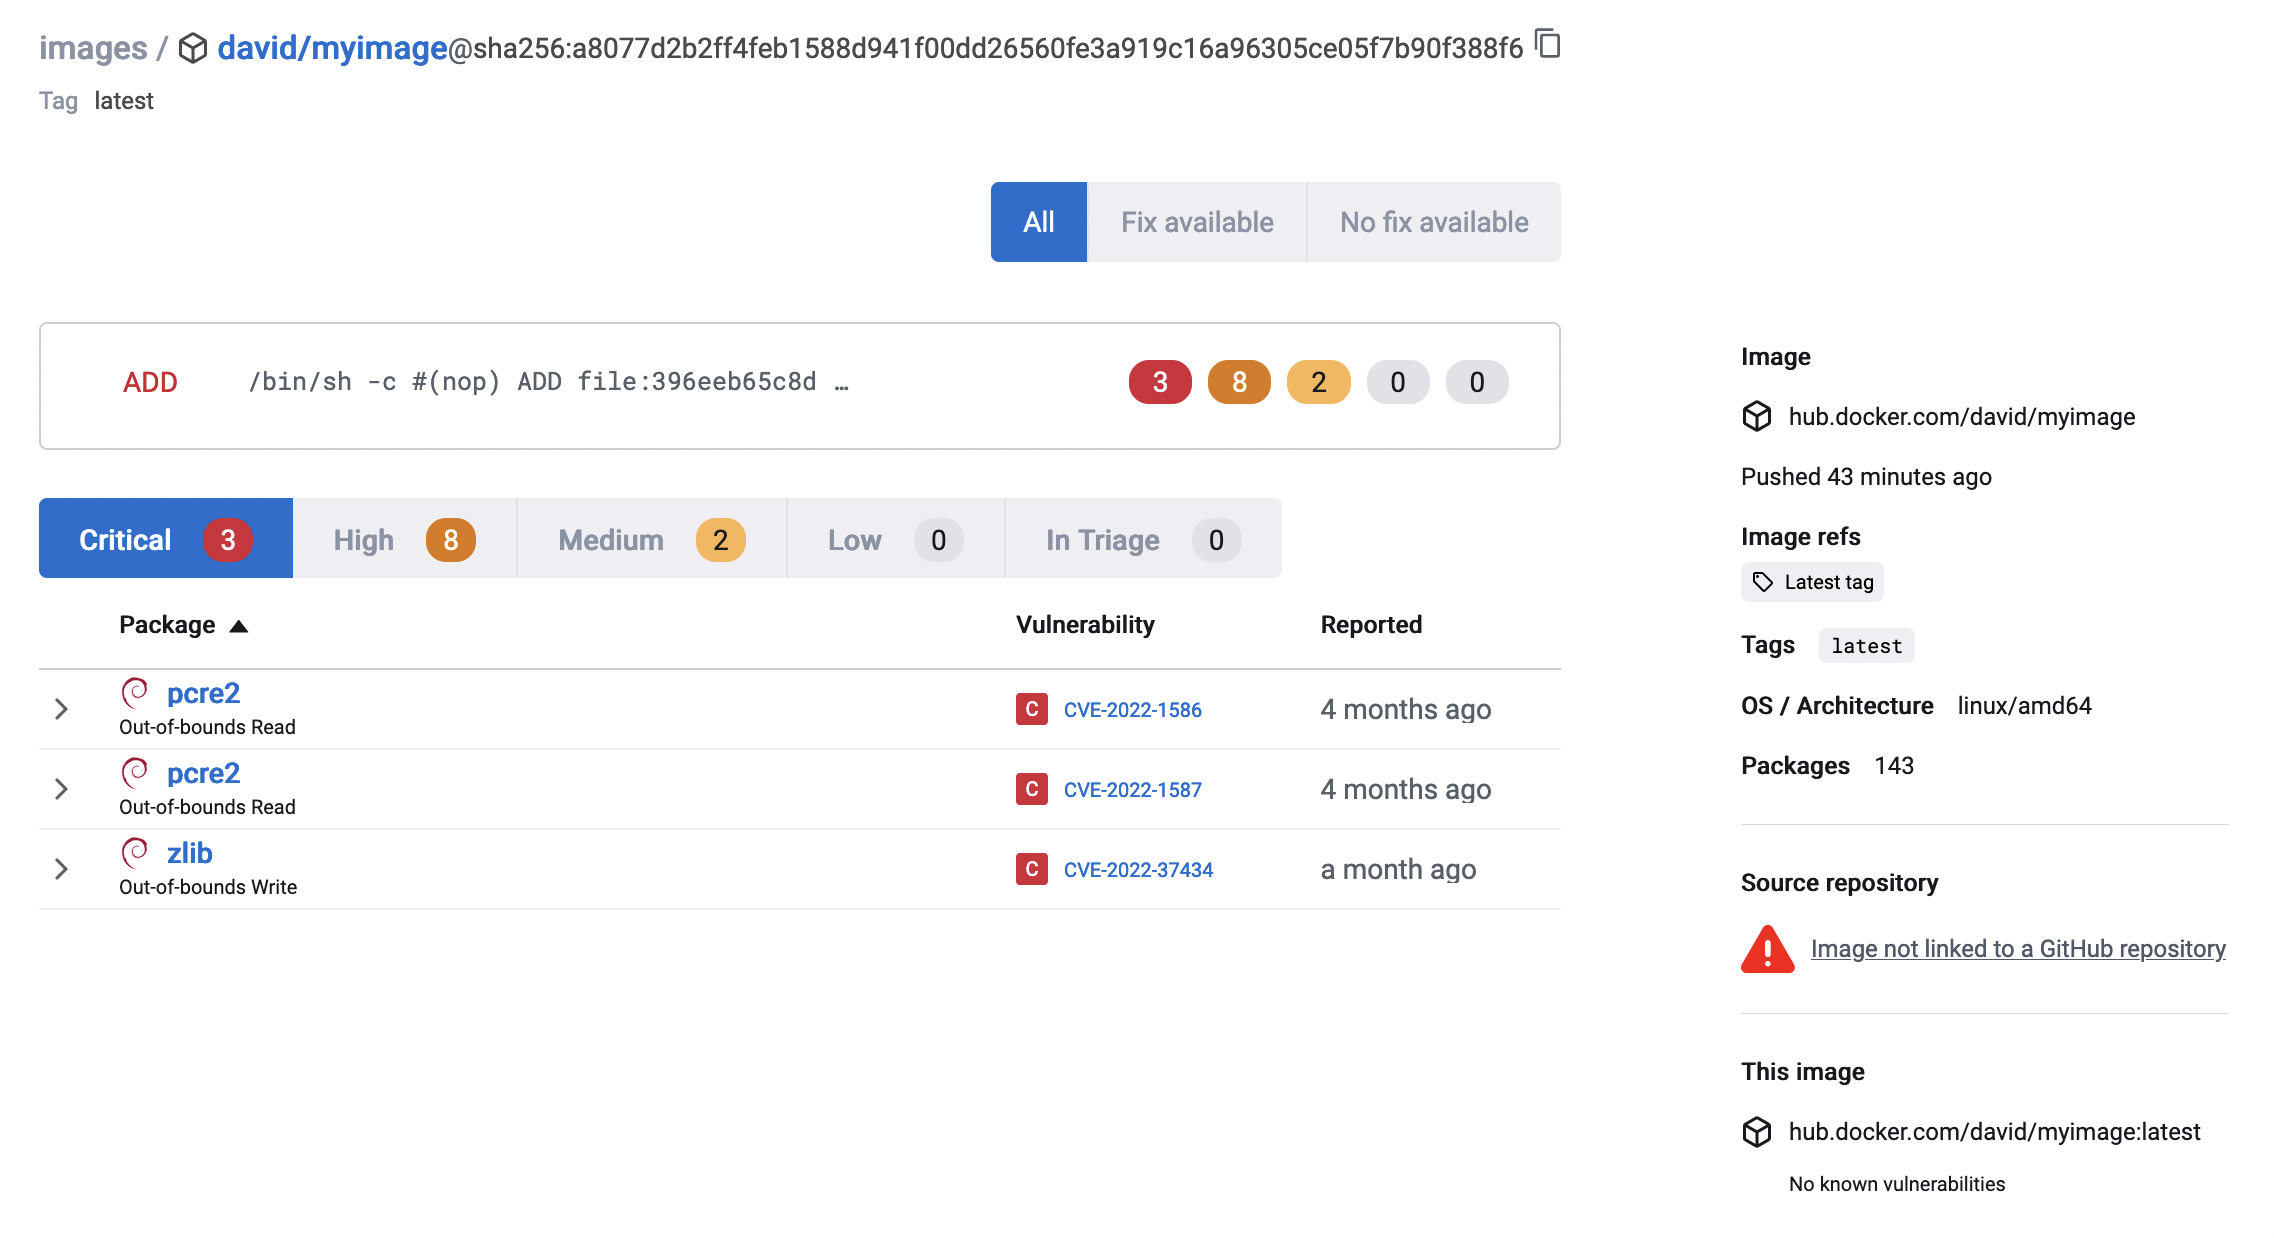 images / david/myimage@sha256:a8077d2b2ff4feb1588d941f00dd26560fe3a919c16a96305ce05f7b90f388f6
Tag latest
All Fix available No fix available
ADD /bin/sh -c #(nop) ADD file:396eeb65c8d … 3 8 2 0 0
Critical 3 High 8 Medium 2 Low 0 In Triage 0
Package Vulnerability Reported
pcre2
Out-of-bounds Read
C CVE-2022-1586 4 months ago
pcre2
Out-of-bounds Read
C CVE-2022-1587 4 months ago
zlib
Out-of-bounds Write
C CVE-2022-37434 a month ago
Image
hub.docker.com/david/myimage
Pushed 43 minutes ago
Image refs
Latest tag
Tags latest
OS / Architecture linux/amd64
Packages 143
Source repository
Image not linked to a GitHub repository
This image
hub.docker.com/david/myimage:latest
No known vulnerabilities